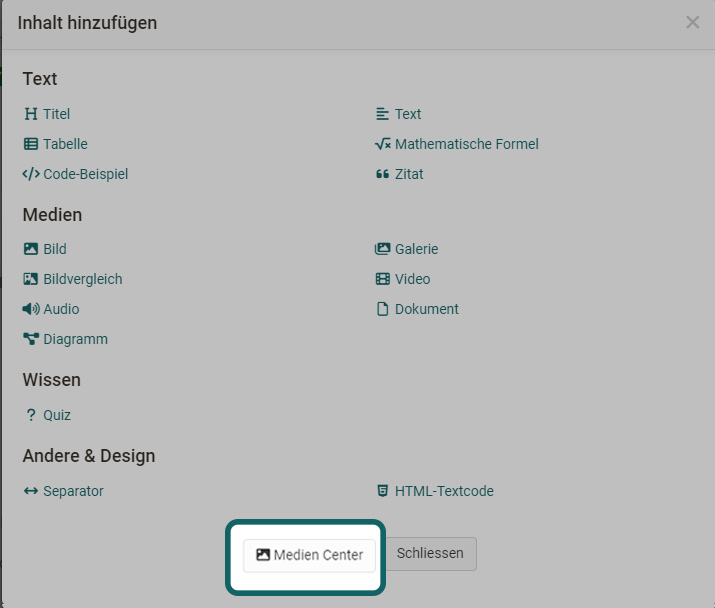 Inhalt hinzufügen
Text
Titel
Text
Tabelle
Mathematische Formel
Code-Beispiel
Zitat
Medien
Bild
Galerie
Bildvergleich
Video
Audio
Dokument
Diagramm
Wissen
Quiz
Andere & Design
Separator
HTML-Textcode
Medien Center
Schliessen